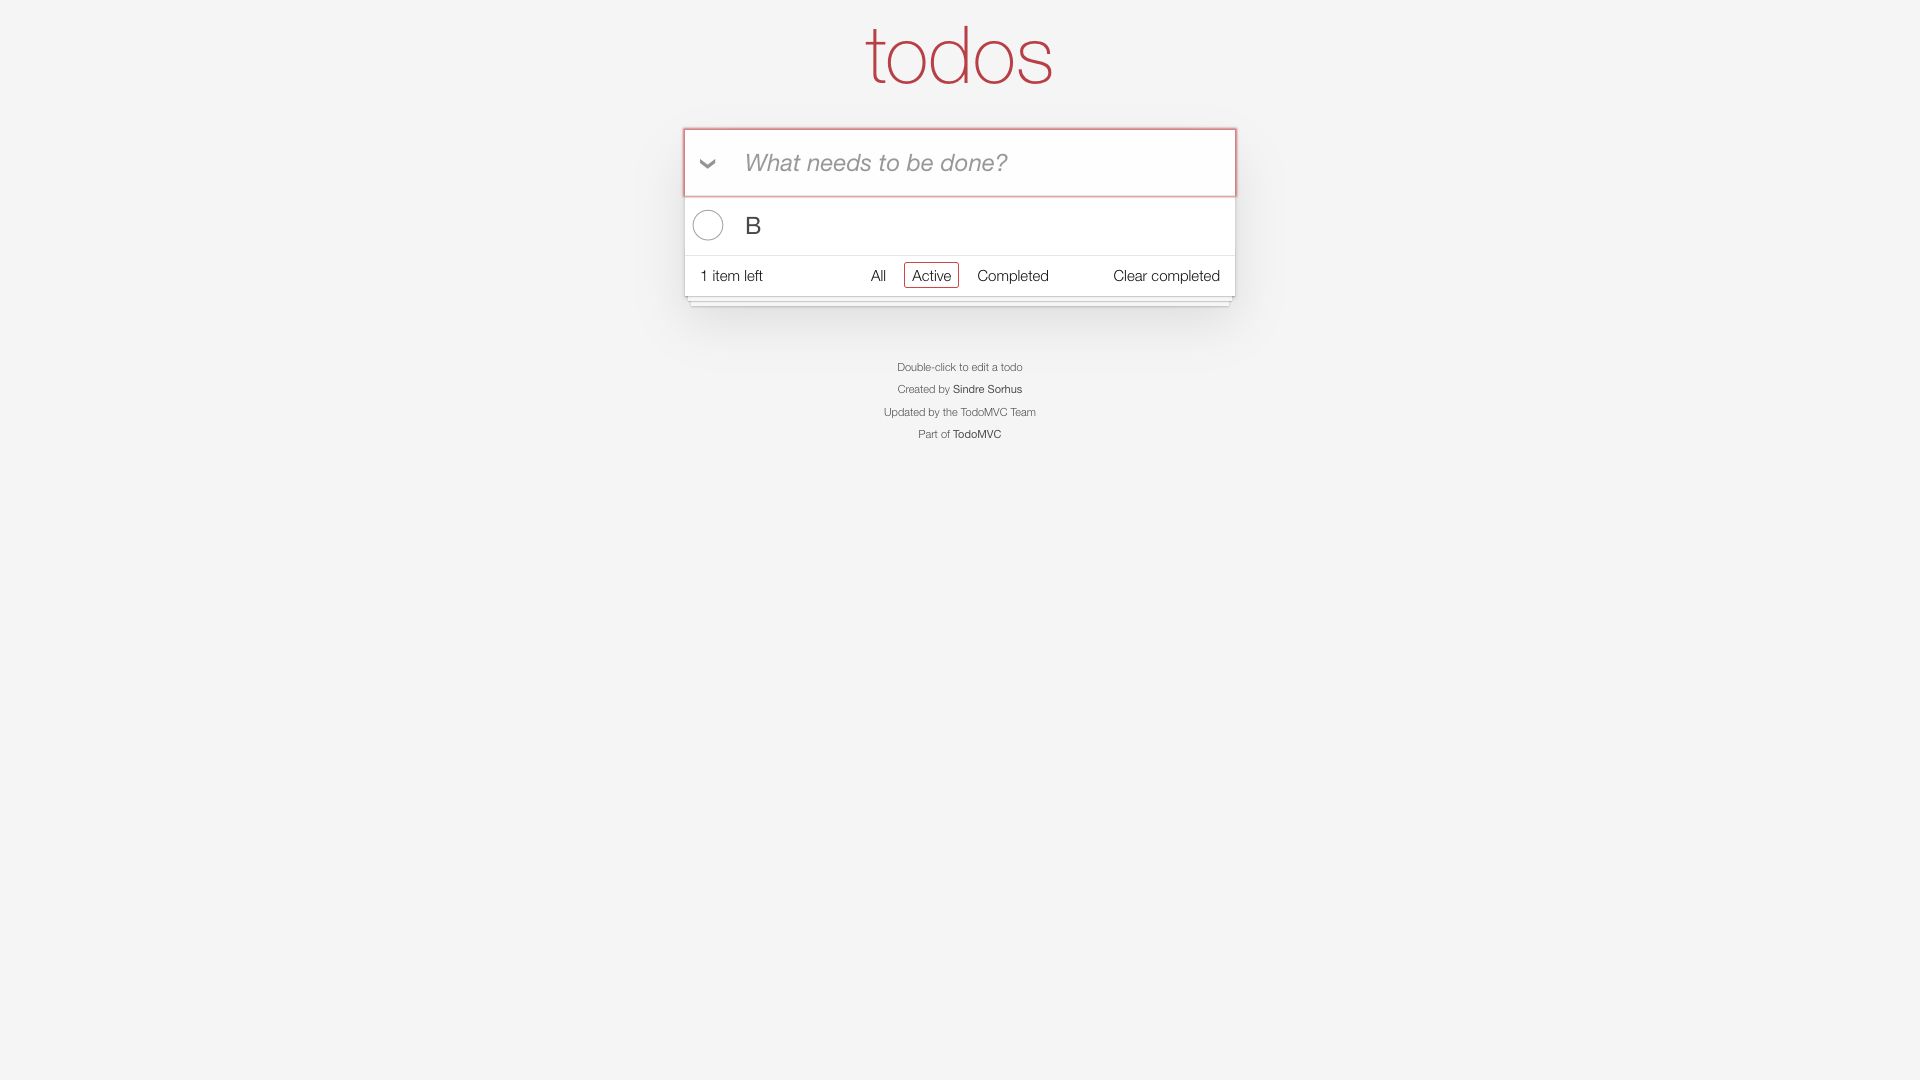 todos
What needs to be done?
B
1 item left All Active Completed Clear completed
Double-click to edit a todo
Created by Sindre Sorhus
Updated by the TodoMVC Team
Part of TodoMVC